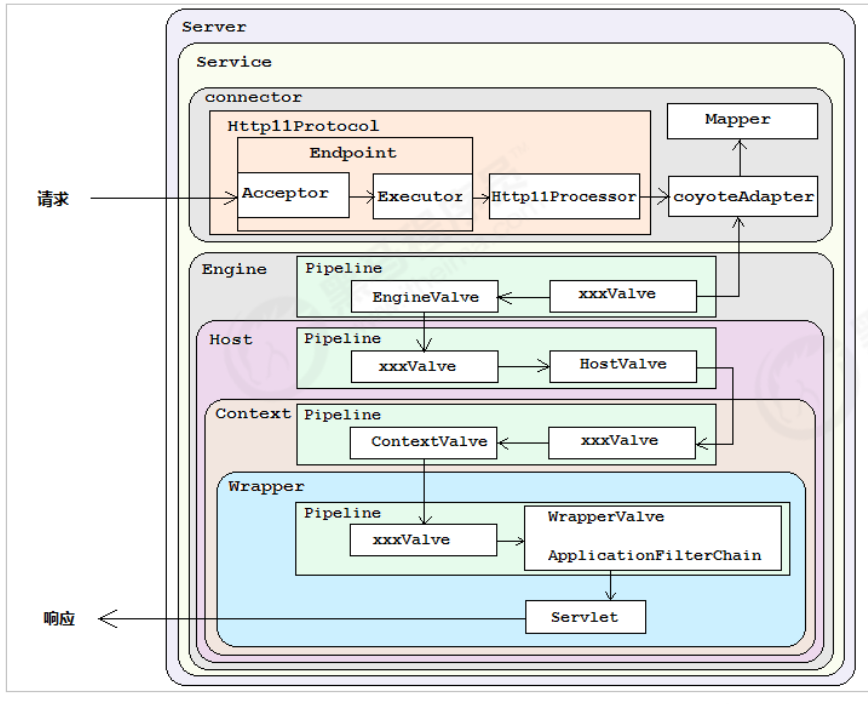 Server
Service
connector
Http11Protocol
Mapper
Endpoint
请求
Acceptor
Executor
Http11Processor
coyoteAdapter
Engine
Pipeline
EngineValve
xxxValve
Host
Pipeline
xxxValve
HostValve
Context
Pipeline
ContextValve
xxxValve
Wrapper
Pipeline
xxxValve
WrapperValve
ApplicationFilterChain
响应
Servlet